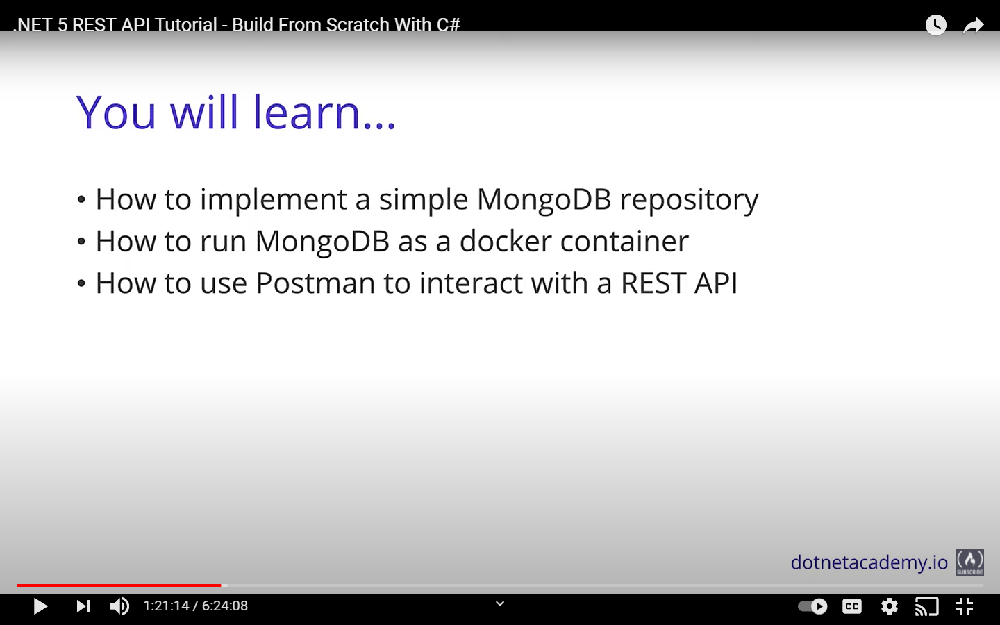 .NET 5 REST API Tutorial - Build From Scratch With C#
You will learn...
• How to implement a simple MongoDB repository
• How to run MongoDB as a docker container
• How to use Postman to interact with a REST API
dotnetacademy.io
SUBSCRIBE
1:21:14 / 6:24:08
CC